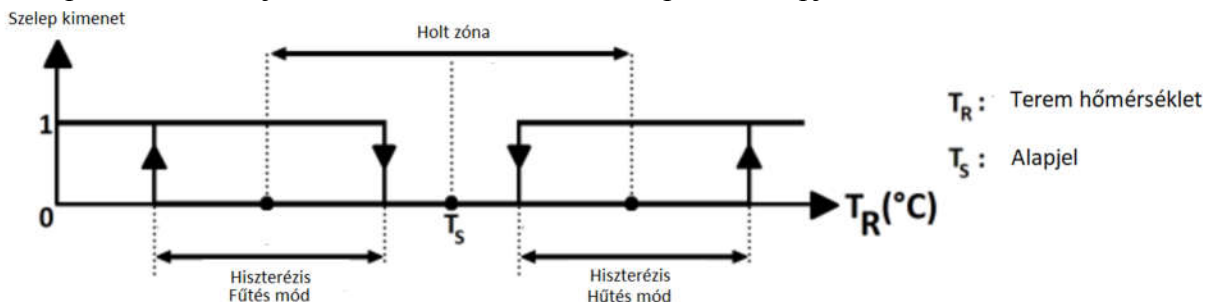 Szelep kimenet
Holt zóna
T_R : Terem hőmérséklet
1
T_S : Alapjel
0
T_S
T_R(°C)
Hiszterézis
Fűtés mód
Hiszterézis
Hűtés mód